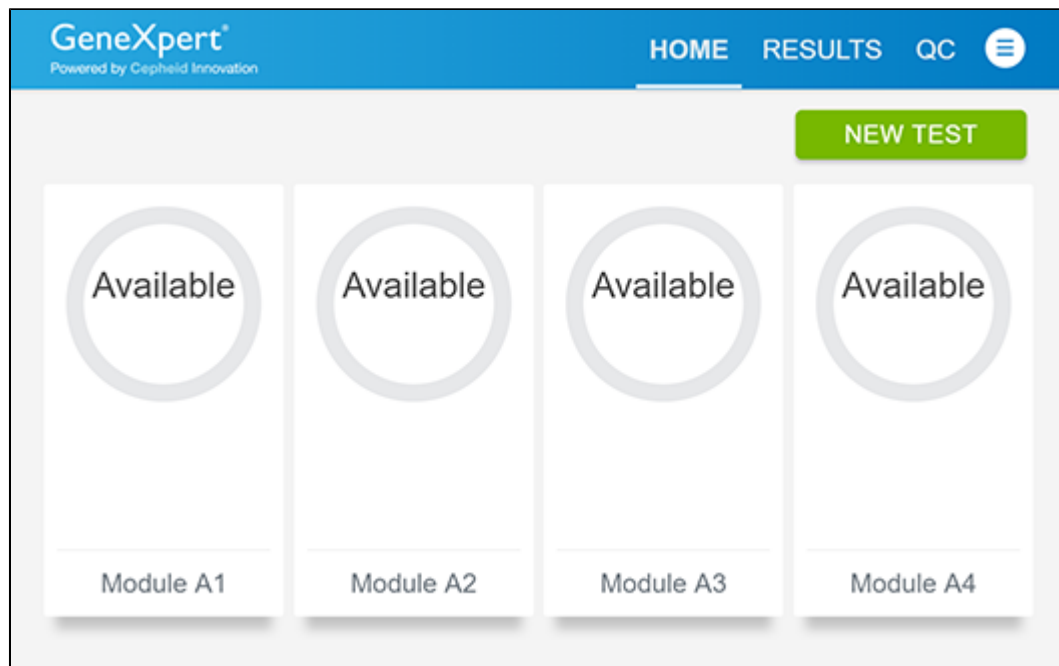 GeneXpert®
Powered by Cepheid Innovation
HOME RESULTS QC
NEW TEST
Available Available Available Available
Module A1 Module A2 Module A3 Module A4